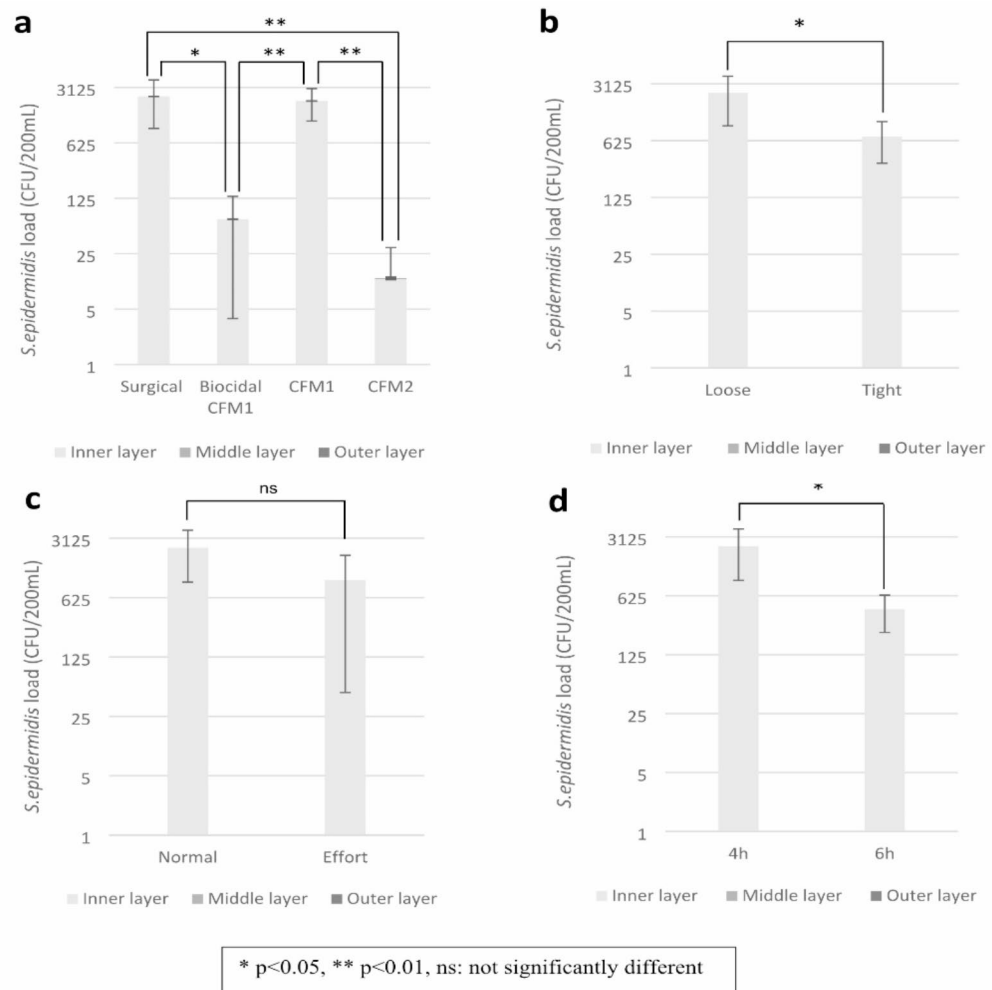 a
**
* ** **
S.epidermidis load (CFU/200mL)
3125
625
125
25
5
1
Surgical Biocidal CFM1 CFM1 CFM2
Inner layer Middle layer Outer layer
b
*
S.epidermidis load (CFU/200mL)
3125
625
125
25
5
1
Loose Tight
Inner layer Middle layer Outer layer
c
ns
S.epidermidis load (CFU/200mL)
3125
625
125
25
5
1
Normal Effort
Inner layer Middle layer Outer layer
d
*
S.epidermidis load (CFU/200mL)
3125
625
125
25
5
1
4h 6h
Inner layer Middle layer Outer layer
* p<0.05, ** p<0.01, ns: not significantly different